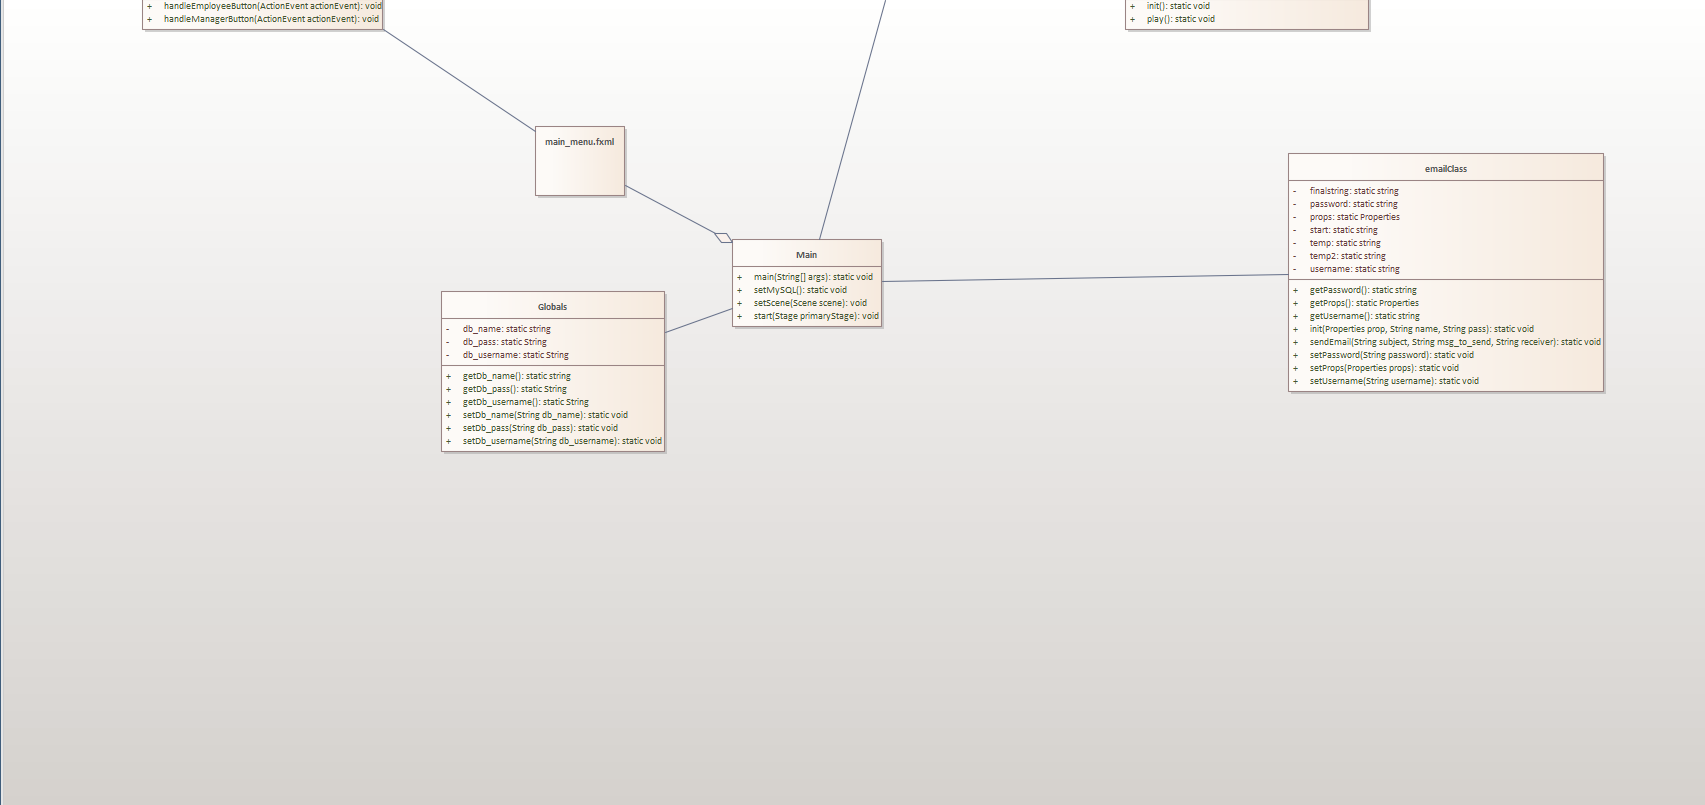 + handleEmployeeButton(ActionEvent actionEvent): void
+ handleManagerButton(ActionEvent actionEvent): void
+ init(): static void
+ play(): static void
main_menu.fxml
Main
+ main(String[] args): static void
+ setMySQL(): static void
+ setScene(Scene scene): void
+ start(Stage primaryStage): void
Globals
- db_name: static string
- db_pass: static String
- db_username: static String
+ getDb_name(): static string
+ getDb_pass(): static String
+ getDb_username(): static String
+ setDb_name(String db_name): static void
+ setDb_pass(String db_pass): static void
+ setDb_username(String db_username): static void
emailClass
- finalstring: static string
- password: static string
- props: static Properties
- start: static string
- temp: static string
- temp2: static string
- username: static string
+ getPassword(): static string
+ getProps(): static Properties
+ getUsername(): static string
+ init(Properties prop, String name, String pass): static void
+ sendEmail(String subject, String msg_to_send, String receiver): static void
+ setPassword(String password): static void
+ setProps(Properties props): static void
+ setUsername(String username): static void